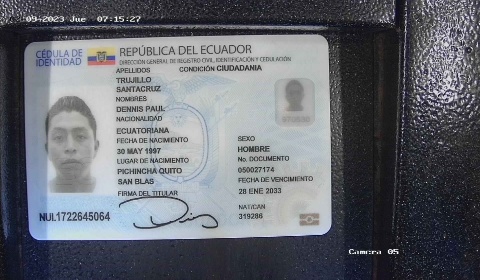 09-2023 Jue 07:15:27
CÉDULA DE IDENTIDAD
REPÚBLICA DEL ECUADOR
DIRECCIÓN GENERAL DE REGISTRO CIVIL, IDENTIFICACIÓN Y CEDULACIÓN
APELLIDOS
CONDICIÓN CIUDADANÍA
TRUJILLO
SANTACRUZ
NOMBRES
DENNIS PAUL
NACIONALIDAD
ECUATORIANA
SEXO
FECHA DE NACIMIENTO
HOMBRE
30 MAY 1997
No. DOCUMENTO
LUGAR DE NACIMIENTO
050027174
PICHINCHA QUITO
FECHA DE VENCIMIENTO
SAN BLAS
28 ENE 2033
FIRMA DEL TITULAR
NAT/CAN
NUI.1722645064
319286
Camera 05